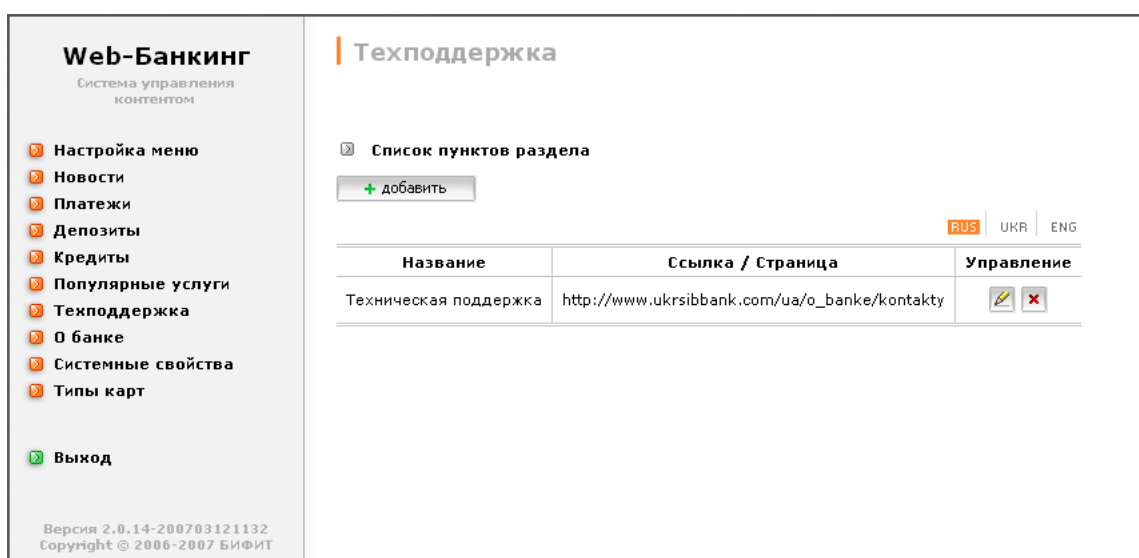 Web-Банкинг
Система управления
контентом
Настройка меню
Новости
Платежи
Депозиты
Кредиты
Популярные услуги
Техподдержка
О банке
Системные свойства
Типы карт
Выход
Версия 2.0.14-200703121132
Copyright © 2006-2007 БИФИТ
Техподдержка
Список пунктов раздела
+ добавить
RUS UKR ENG
Название Ссылка / Страница Управление
Техническая поддержка http://www.ukrsibbank.com/ua/o_banke/kontakty